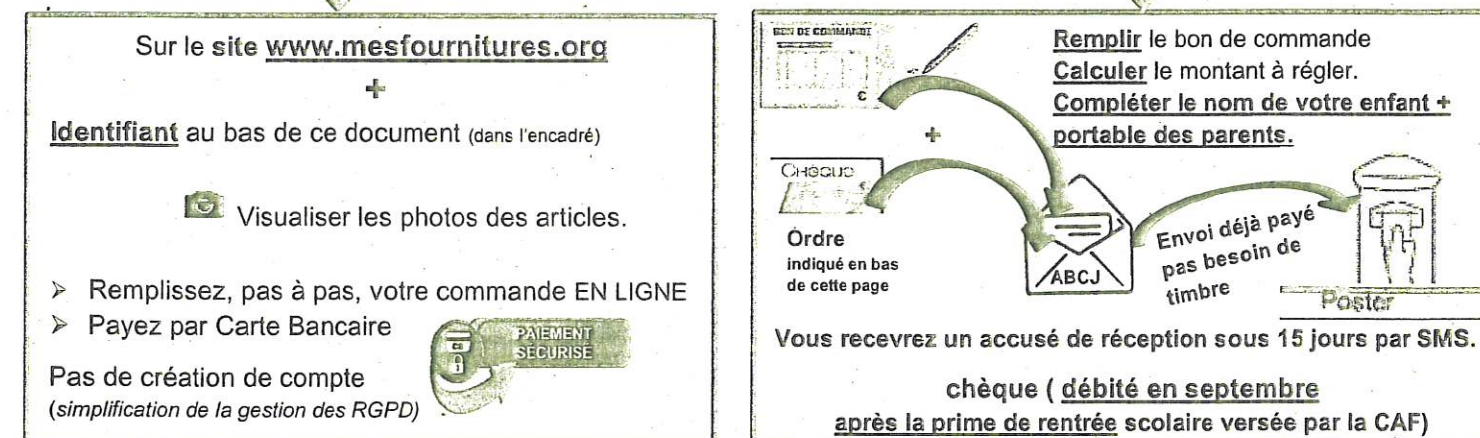 Sur le site www.mesfournitures.org
+
Identifiant au bas de ce document (dans l'encadré)
Visualiser les photos des articles.
➢ Remplissez, pas à pas, votre commande EN LIGNE
➢ Payez par Carte Bancaire
PAIEMENT
SÉCURISÉ
CB
Pas de création de compte
(simplification de la gestion des RGPD)
BON DE COMMANDE
€
Remplir le bon de commande
Calculer le montant à régler.
Compléter le nom de votre enfant +
portable des parents.
+
CHÈQUE
Ordre
indiqué en bas
de cette page
ABCJ
Envoi déjà payé
pas besoin de
timbre
Poster
Vous recevrez un accusé de réception sous 15 jours par SMS.
chèque ( débité en septembre
après la prime de rentrée scolaire versée par la CAF)